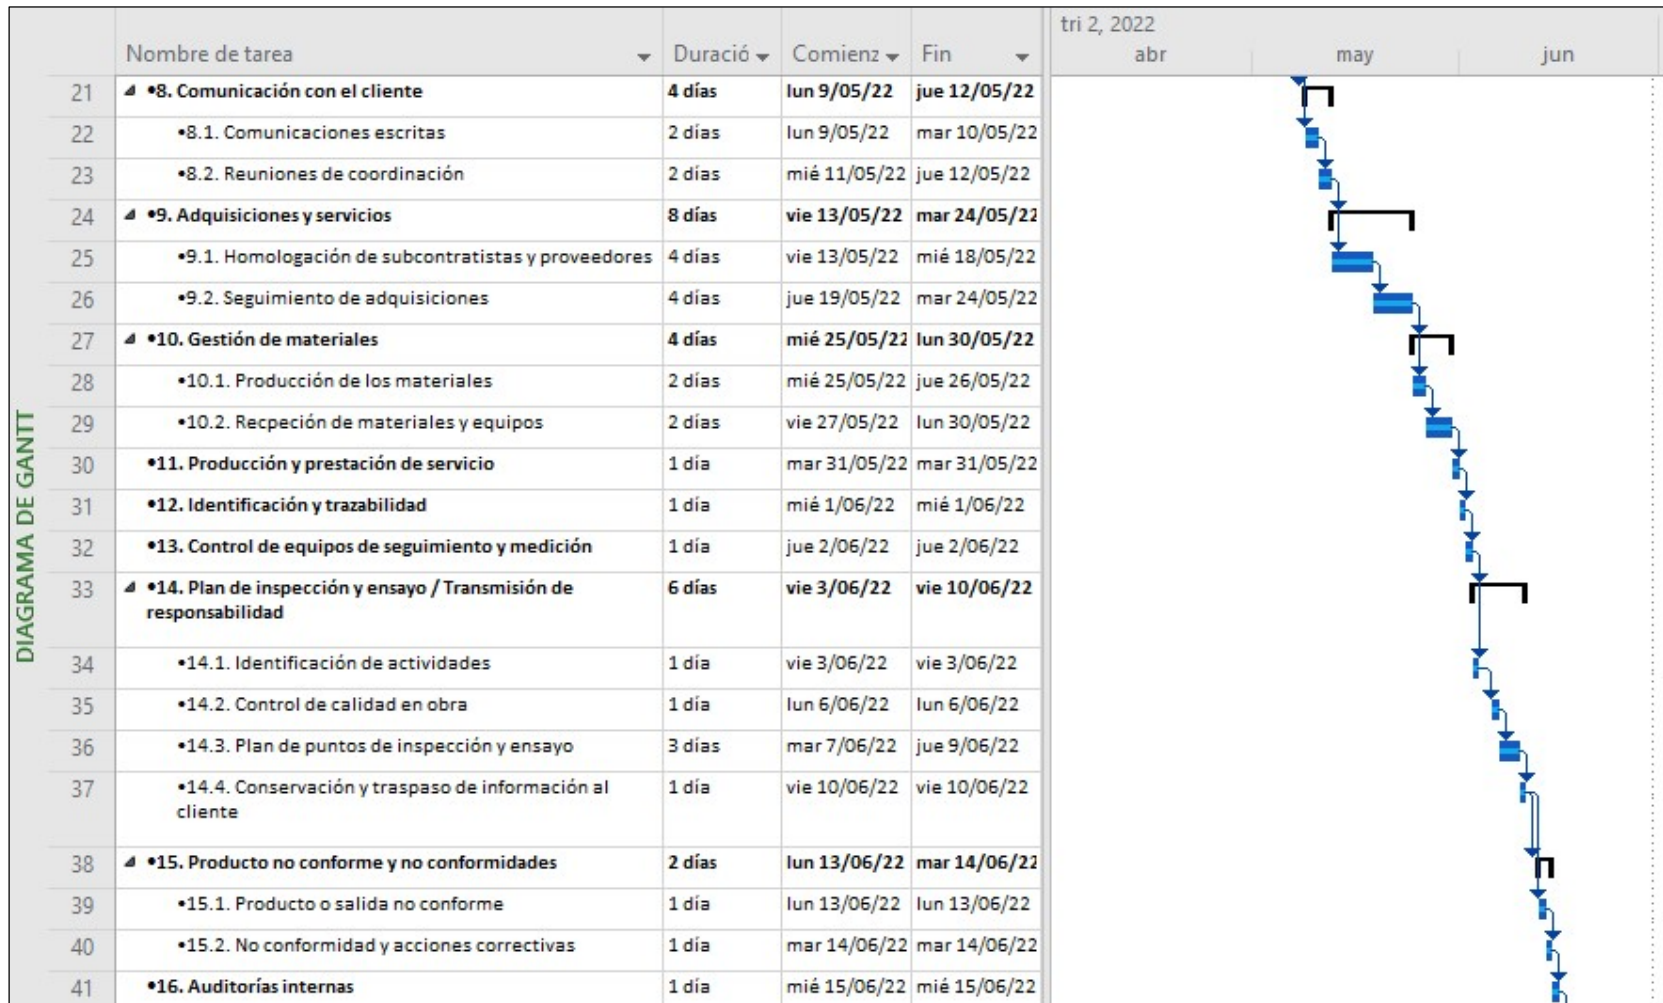 tri 2, 2022
Nombre de tarea Duració Comienz Fin abr may jun
21 •8. Comunicación con el cliente 4 días lun 9/05/22 jue 12/05/22
22 •8.1. Comunicaciones escritas 2 días lun 9/05/22 mar 10/05/22
23 •8.2. Reuniones de coordinación 2 días mié 11/05/22 jue 12/05/22
24 •9. Adquisiciones y servicios 8 días vie 13/05/22 mar 24/05/22
25 •9.1. Homologación de subcontratistas y proveedores 4 días vie 13/05/22 mié 18/05/22
26 •9.2. Seguimiento de adquisiciones 4 días jue 19/05/22 mar 24/05/22
27 •10. Gestión de materiales 4 días mié 25/05/22 lun 30/05/22
28 •10.1. Producción de los materiales 2 días mié 25/05/22 jue 26/05/22
29 •10.2. Recpeción de materiales y equipos 2 días vie 27/05/22 lun 30/05/22
30 •11. Producción y prestación de servicio 1 día mar 31/05/22 mar 31/05/22
31 •12. Identificación y trazabilidad 1 día mié 1/06/22 mié 1/06/22
32 •13. Control de equipos de seguimiento y medición 1 día jue 2/06/22 jue 2/06/22
33 •14. Plan de inspección y ensayo / Transmisión de 6 días vie 3/06/22 vie 10/06/22
responsabilidad
34 •14.1. Identificación de actividades 1 día vie 3/06/22 vie 3/06/22
35 •14.2. Control de calidad en obra 1 día lun 6/06/22 lun 6/06/22
36 •14.3. Plan de puntos de inspección y ensayo 3 días mar 7/06/22 jue 9/06/22
37 •14.4. Conservación y traspaso de información al 1 día vie 10/06/22 vie 10/06/22
cliente
38 •15. Producto no conforme y no conformidades 2 días lun 13/06/22 mar 14/06/22
39 •15.1. Producto o salida no conforme 1 día lun 13/06/22 lun 13/06/22
40 •15.2. No conformidad y acciones correctivas 1 día mar 14/06/22 mar 14/06/22
41 •16. Auditorías internas 1 día mié 15/06/22 mié 15/06/22
DIAGRAMA DE GANTT